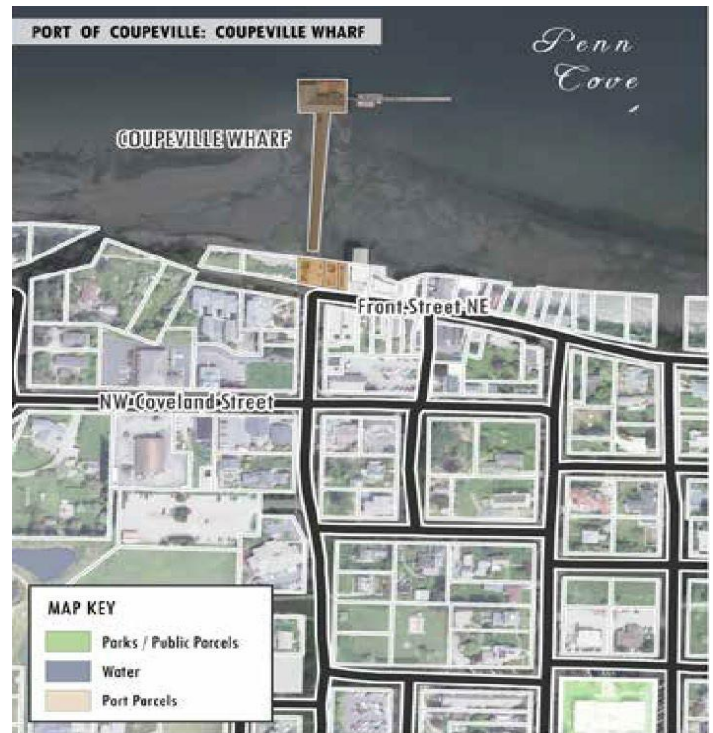 PORT OF COUPEVILLE: COUPEVILLE WHARF
Penn
Cove
COUPEVILLE WHARF
Front Street NE
NW Coveland Street
MAP KEY
Parks / Public Parcels
Water
Port Parcels